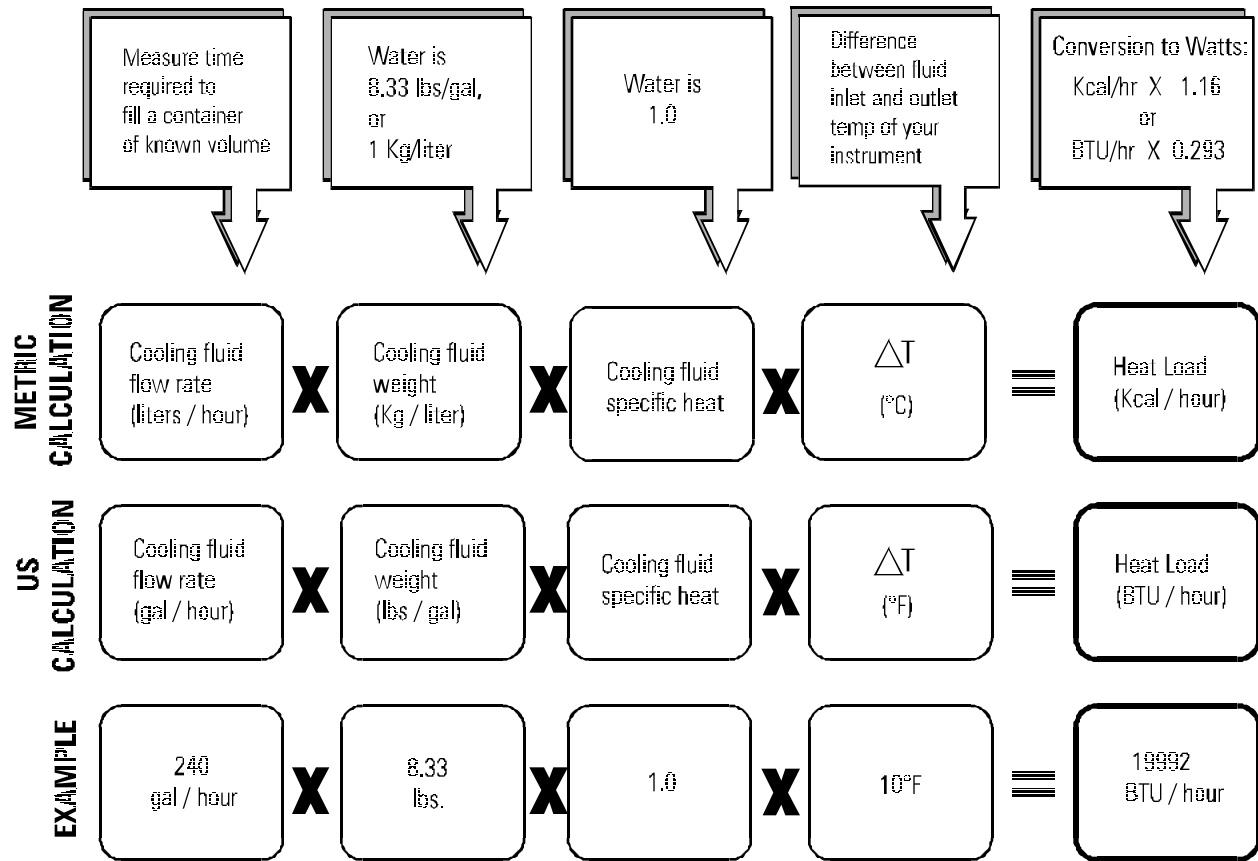 Measure time
required to
fill a container
of known volume
Water is
8.33 lbs/gal,
or
1 Kg/liter
Water is
1.0
Difference
between fluid
inlet and outlet
temp of your
instrument
Conversion to Watts:
Kcal/hr X 1.16
or
BTU/hr X 0.293
METRIC
CALCULATION
Cooling fluid
flow rate
(liters / hour)
X
Cooling fluid
weight
(Kg / liter)
X
Cooling fluid
specific heat
X
△T
(°C)
=
Heat Load
(Kcal / hour)
US
CALCULATION
Cooling fluid
flow rate
(gal / hour)
X
Cooling fluid
weight
(lbs / gal)
X
Cooling fluid
specific heat
X
△T
(°F)
=
Heat Load
(BTU / hour)
EXAMPLE
240
gal / hour
X
8.33
lbs.
X
1.0
X
10°F
=
19992
BTU / hour